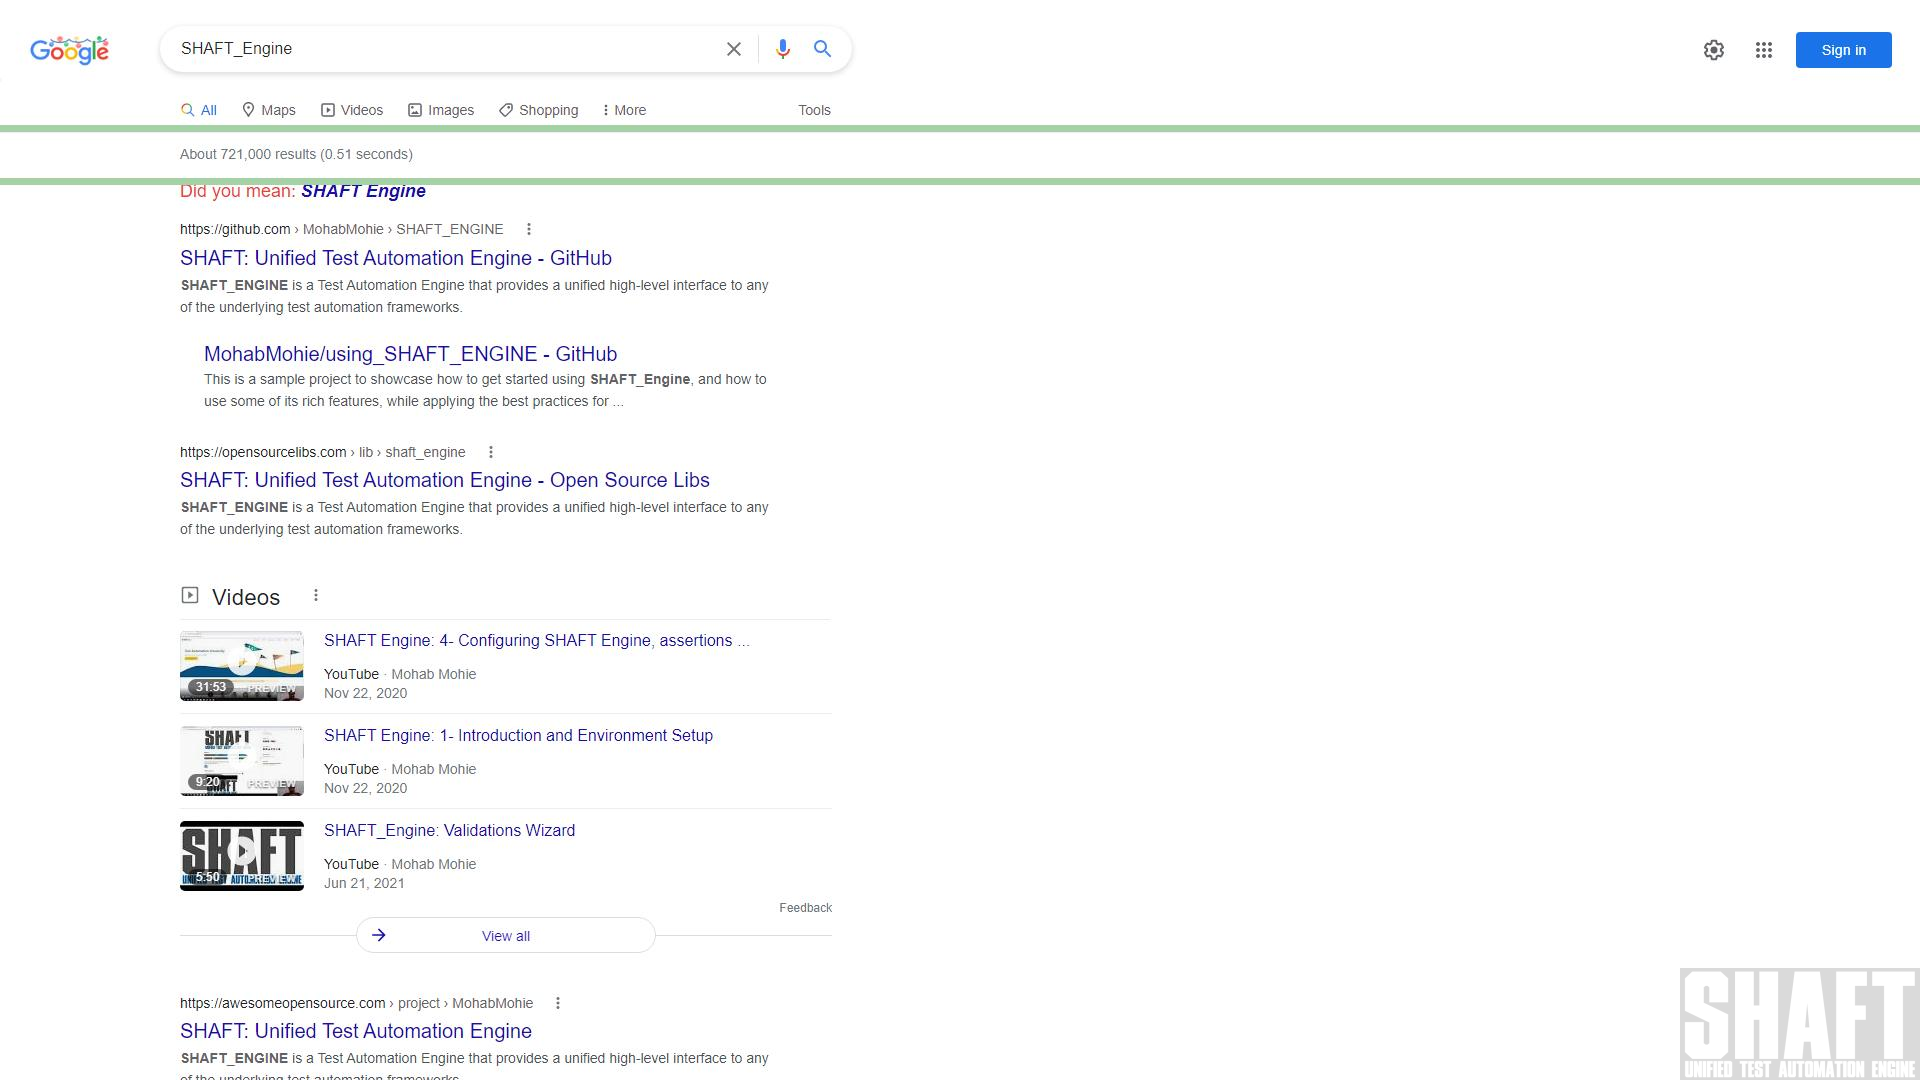 Google
SHAFT_Engine
Sign in
All
Maps
Videos
Images
Shopping
More
Tools
About 721,000 results (0.51 seconds)
Did you mean: SHAFT Engine
https://github.com › MohabMohie › SHAFT_ENGINE
SHAFT: Unified Test Automation Engine - GitHub
SHAFT_ENGINE is a Test Automation Engine that provides a unified high-level interface to any
of the underlying test automation frameworks.
MohabMohie/using_SHAFT_ENGINE - GitHub
This is a sample project to showcase how to get started using SHAFT_Engine, and how to
use some of its rich features, while applying the best practices for ...
https://opensourcelibs.com › lib › shaft_engine
SHAFT: Unified Test Automation Engine - Open Source Libs
SHAFT_ENGINE is a Test Automation Engine that provides a unified high-level interface to any
of the underlying test automation frameworks.
Videos
31:53
PREVIEW
SHAFT Engine: 4- Configuring SHAFT Engine, assertions ...
YouTube · Mohab Mohie
Nov 22, 2020
SHAFT
9:20
PREVIEW
SHAFT Engine: 1- Introduction and Environment Setup
YouTube · Mohab Mohie
Nov 22, 2020
SHAFT
5:50
PREVIEW
SHAFT_Engine: Validations Wizard
YouTube · Mohab Mohie
Jun 21, 2021
Feedback
View all
https://awesomeopensource.com › project › MohabMohie
SHAFT: Unified Test Automation Engine
SHAFT_ENGINE is a Test Automation Engine that provides a unified high-level interface to any
of the underlying test automation frameworks.
SHAFT
UNIFIED TEST AUTOMATION ENGINE